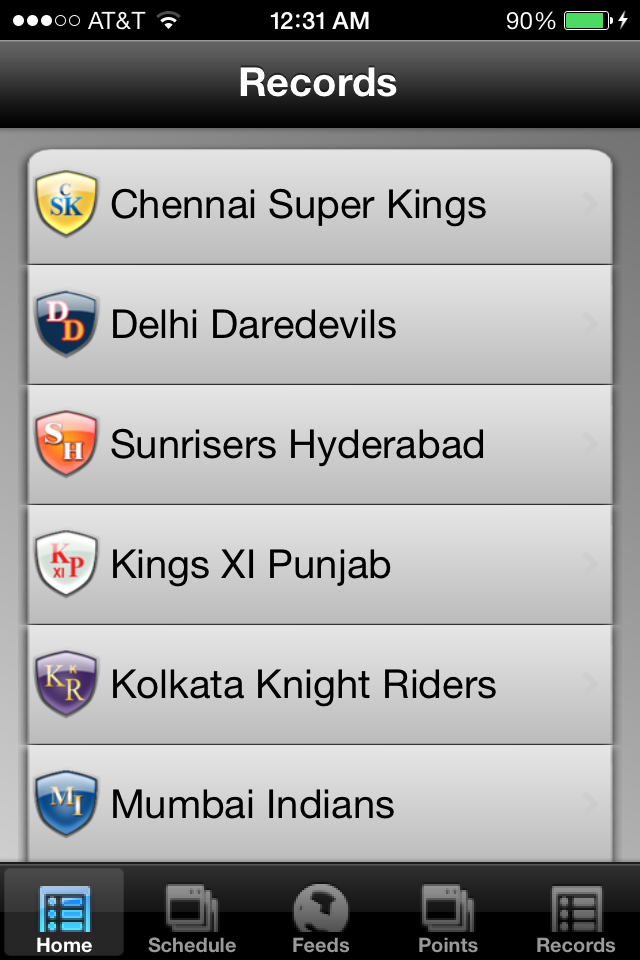 AT&T 12:31 AM 90%
Records
CSK Chennai Super Kings
DD Delhi Daredevils
SH Sunrisers Hyderabad
KXIP Kings XI Punjab
KKR Kolkata Knight Riders
MI Mumbai Indians
Home Schedule Feeds Points Records